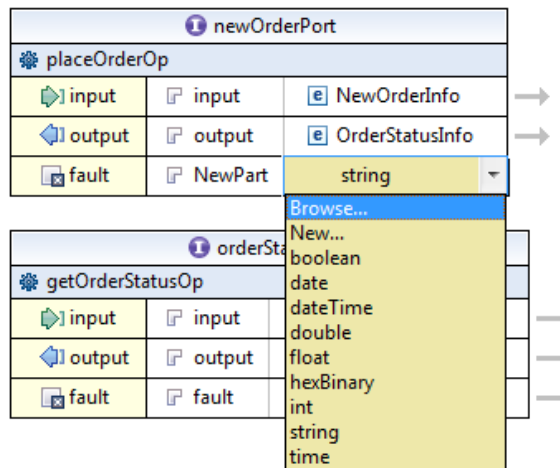 newOrderPort
placeOrderOp
input input e NewOrderInfo
output output e OrderStatusInfo
fault NewPart string
Browse...
New...
orderSta
boolean
getOrderStatusOp
date
dateTime
input input
double
output output
float
hexBinary
fault fault
int
string
time